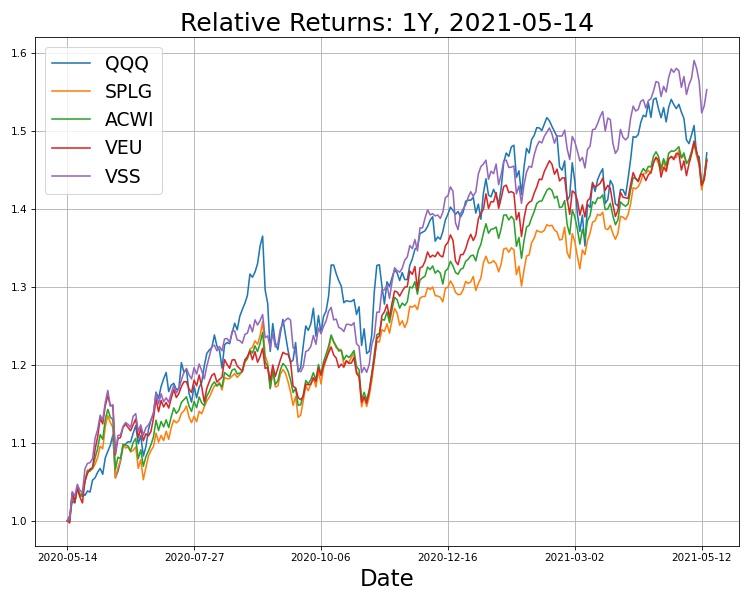 Relative Returns: 1Y, 2021-05-14
QQQ
SPLG
ACWI
VEU
VSS
1.6
1.5
1.4
1.3
1.2
1.1
1.0
2020-05-14 2020-07-27 2020-10-06 2020-12-16 2021-03-02 2021-05-12
Date